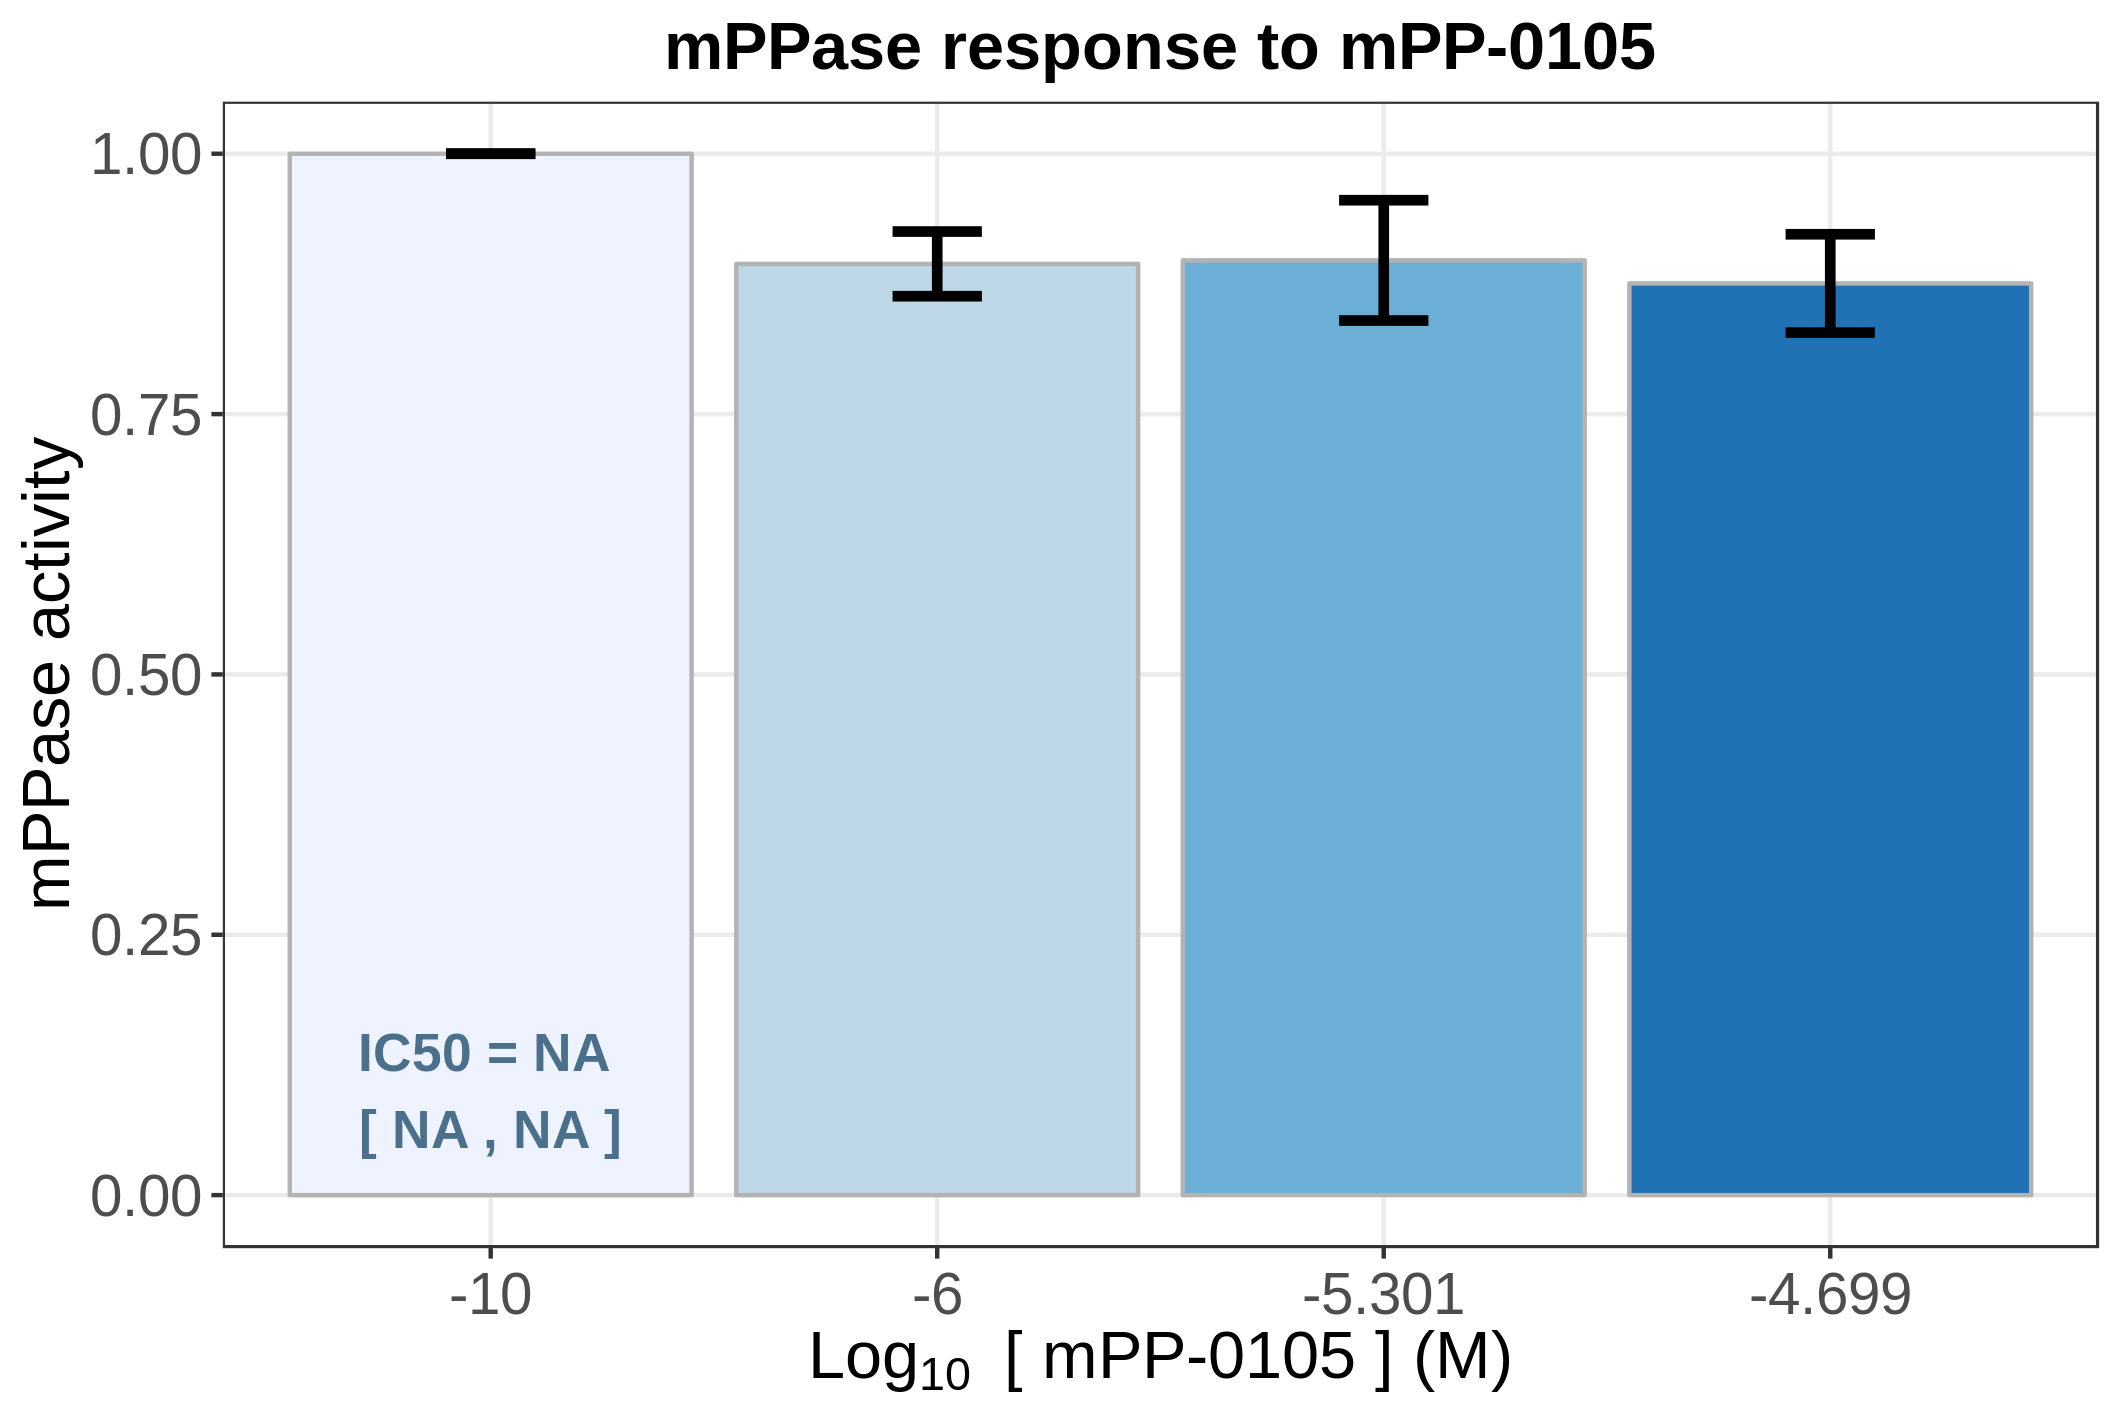 mPPase response to mPP-0105
mPPase activity
1.00
0.75
0.50
0.25
0.00
IC50 = NA
[ NA , NA ]
-10
-6
-5.301
-4.699
Log₁₀ [ mPP-0105 ] (M)